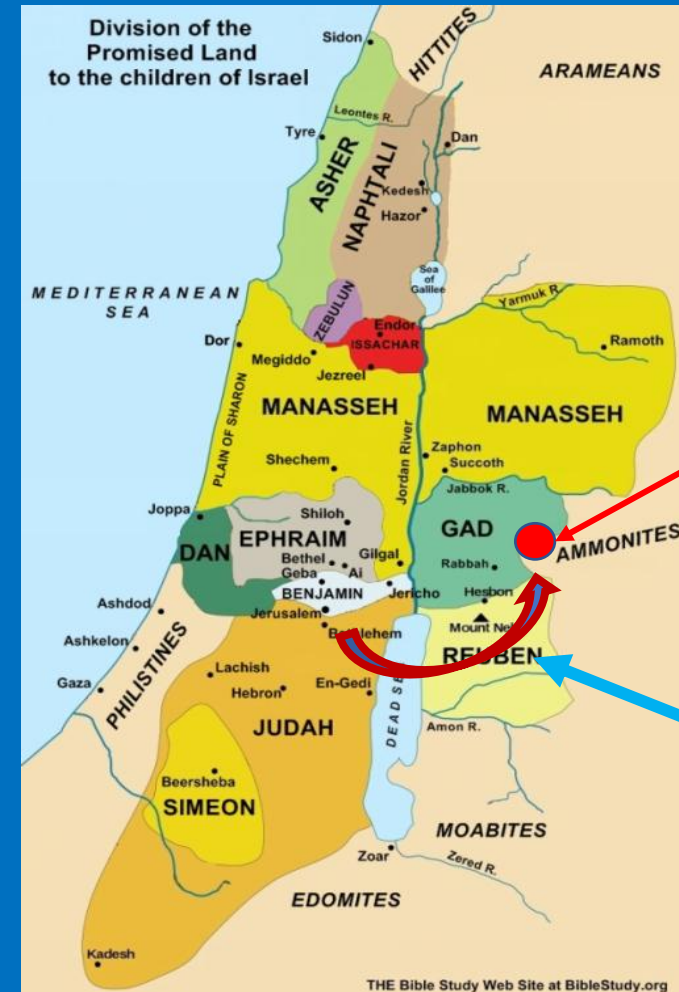 Division of the
Promised Land
to the children of Israel
Sidon
HITTITES
ARAMEANS
Leontes R.
Tyre
Dan
ASHER
NAPHTALI
Kedesh
Hazor
Sea
of
Galilee
MEDITERRANEAN
SEA
ZEBULUN
Yarmuk R.
Endor
ISSACHAR
Dor
Megiddo
Ramoth
Jezreel
MANASSEH
MANASSEH
PLAIN OF SHARON
Jordan River
Zaphon
Succoth
Shechem
Jabbok R.
Joppa
Shiloh
GAD
DAN
EPHRAIM
AMMONITES
Bethel
Gilgal
Rabbah
Geba
Ai
BENJAMIN
Jericho
Hesbon
Ashdod
Jerusalem
Mount
Bethlehem
Ashkelon
REUBEN
PHILISTINES
Lachish
En-Gedi
Gaza
Hebron
DEAD
Amon R.
JUDAH
Beersheba
SIMEON
MOABITES
Zoar
Zered R.
EDOMITES
Kadesh
THE Bible Study Web Site at BibleStudy.org